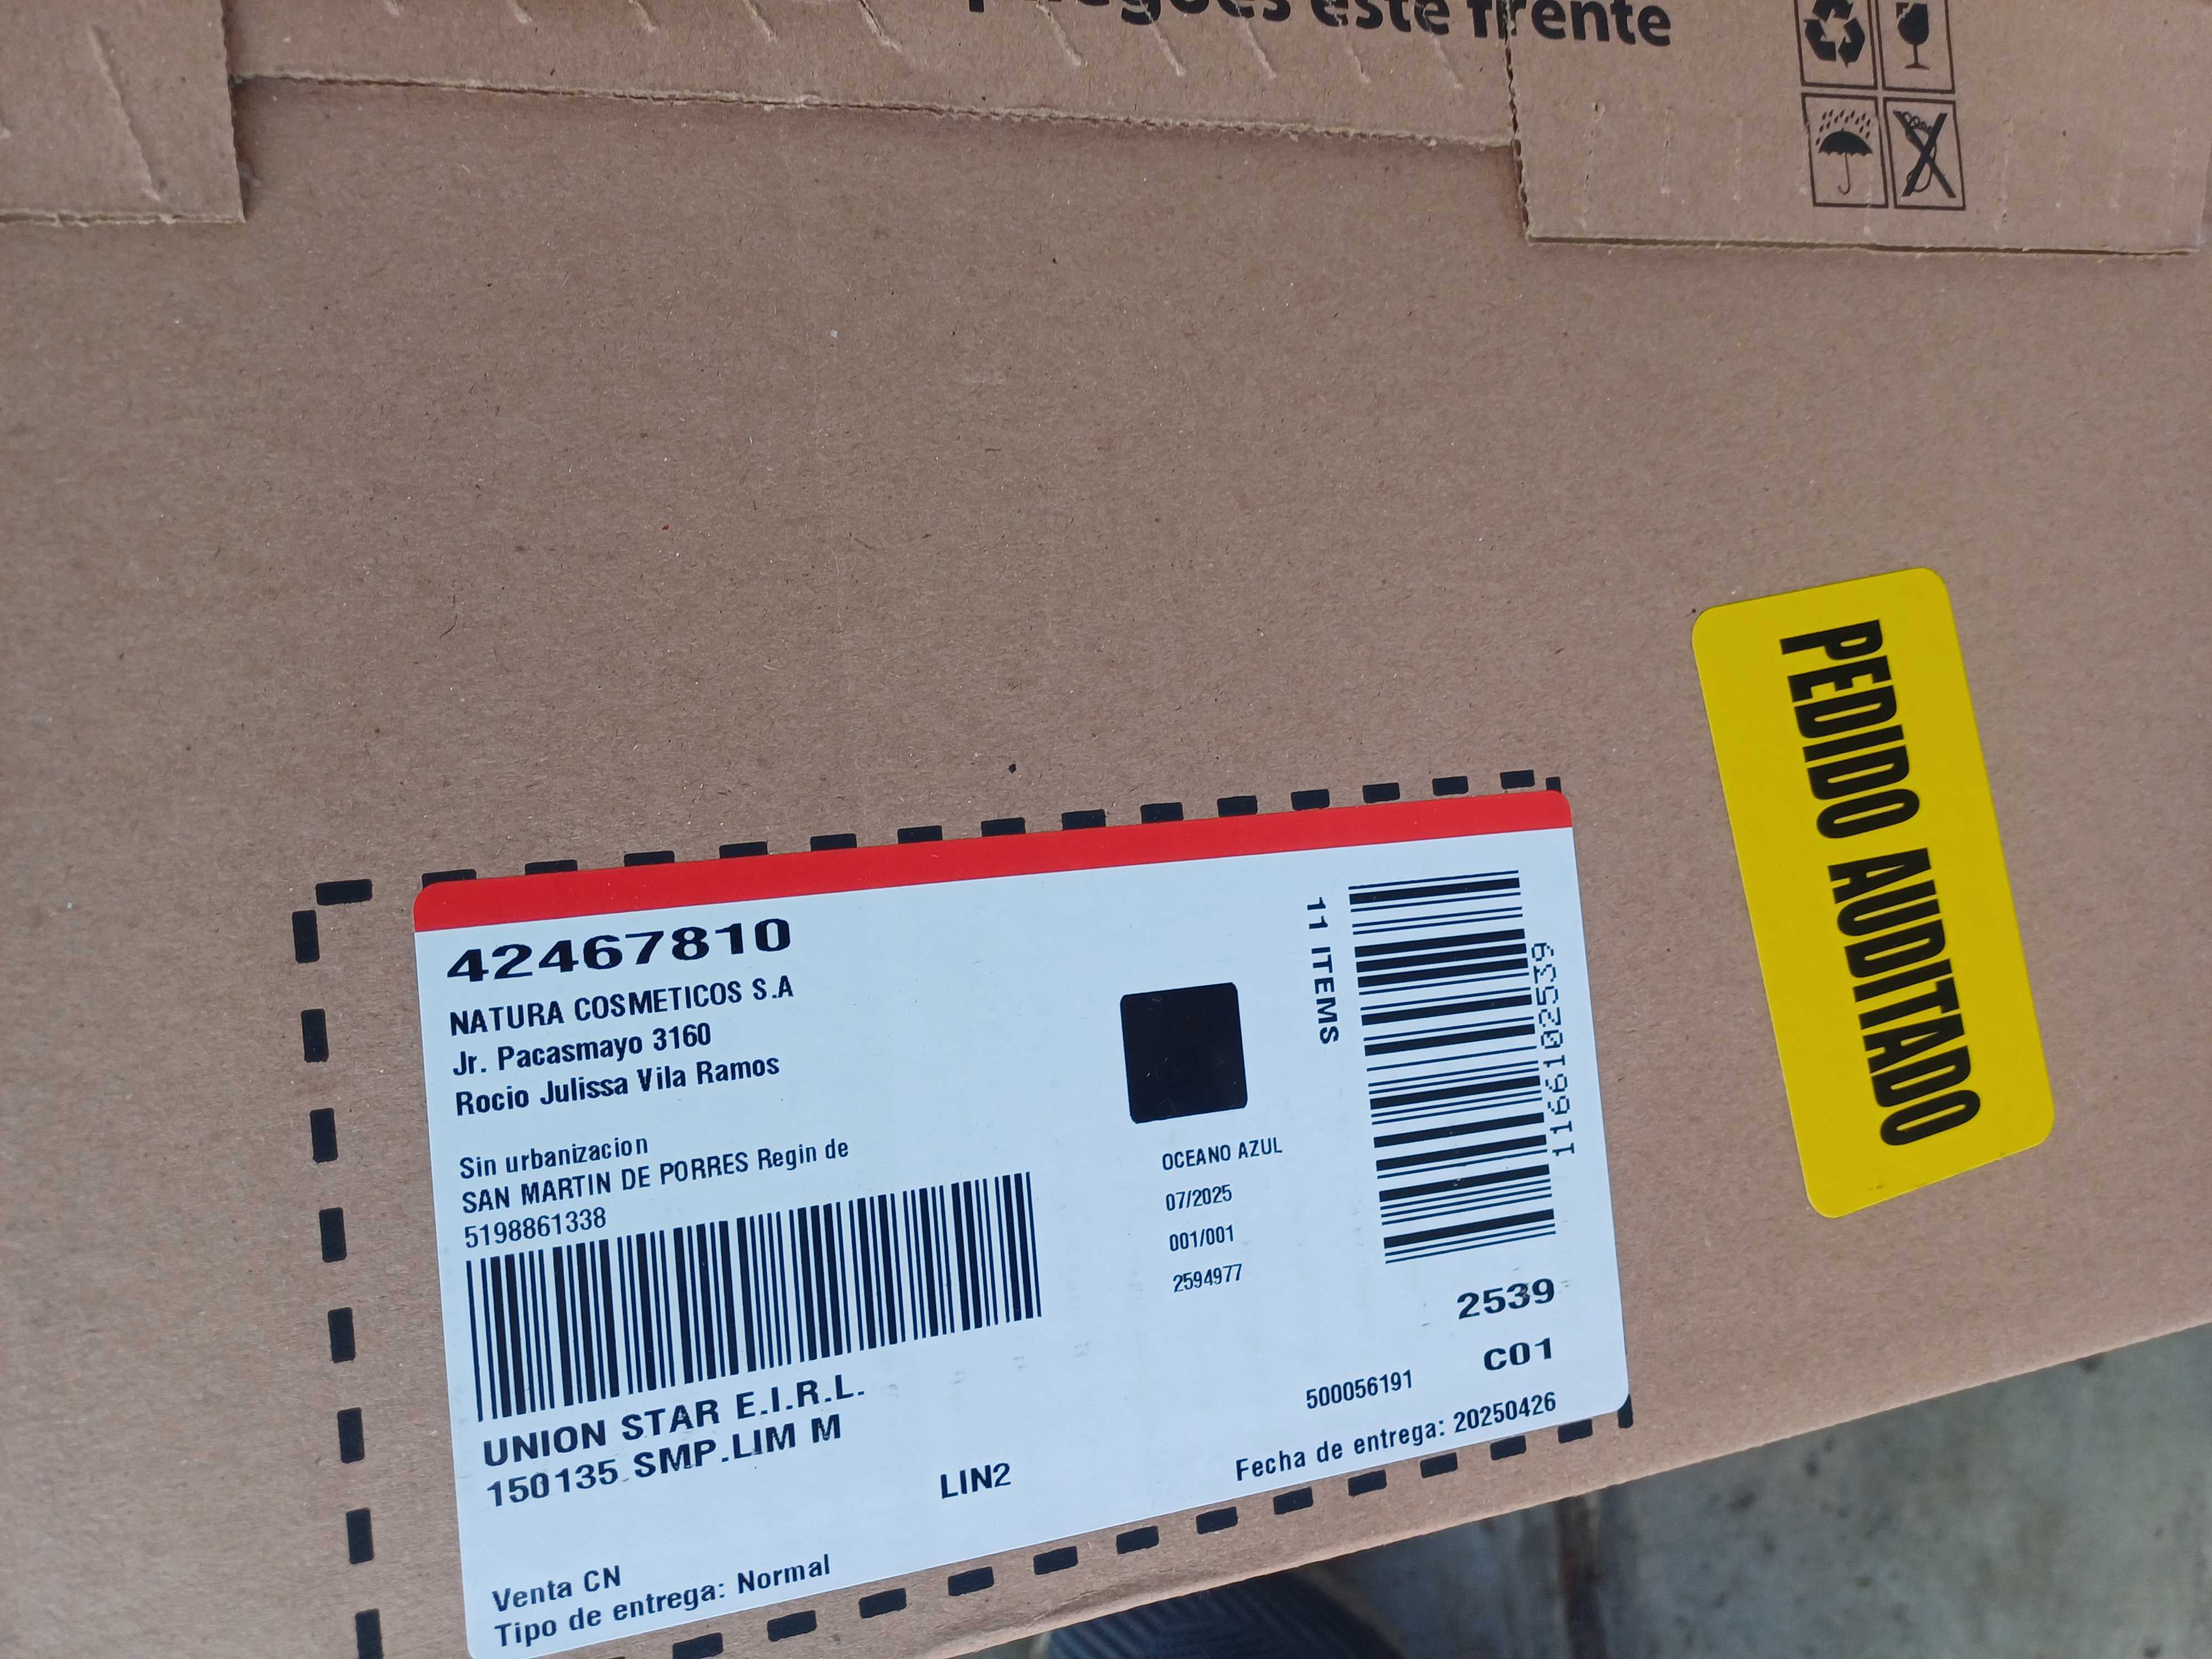 este frente
PEDIDO AUDITADO
42467810
NATURA COSMETICOS S.A
Jr. Pacasmayo 3160
Rocio Julissa Vila Ramos
Sin urbanizacion
SAN MARTIN DE PORRES Regin de
5198861338
UNION STAR E.I.R.L.
150135 SMP.LIM M
LIN2
Venta CN
Tipo de entrega: Normal
OCEANO AZUL
07/2025
001/001
2594977
11 ITEMS
116610253​9
2539
C01
500056191
Fecha de entrega: 20250426